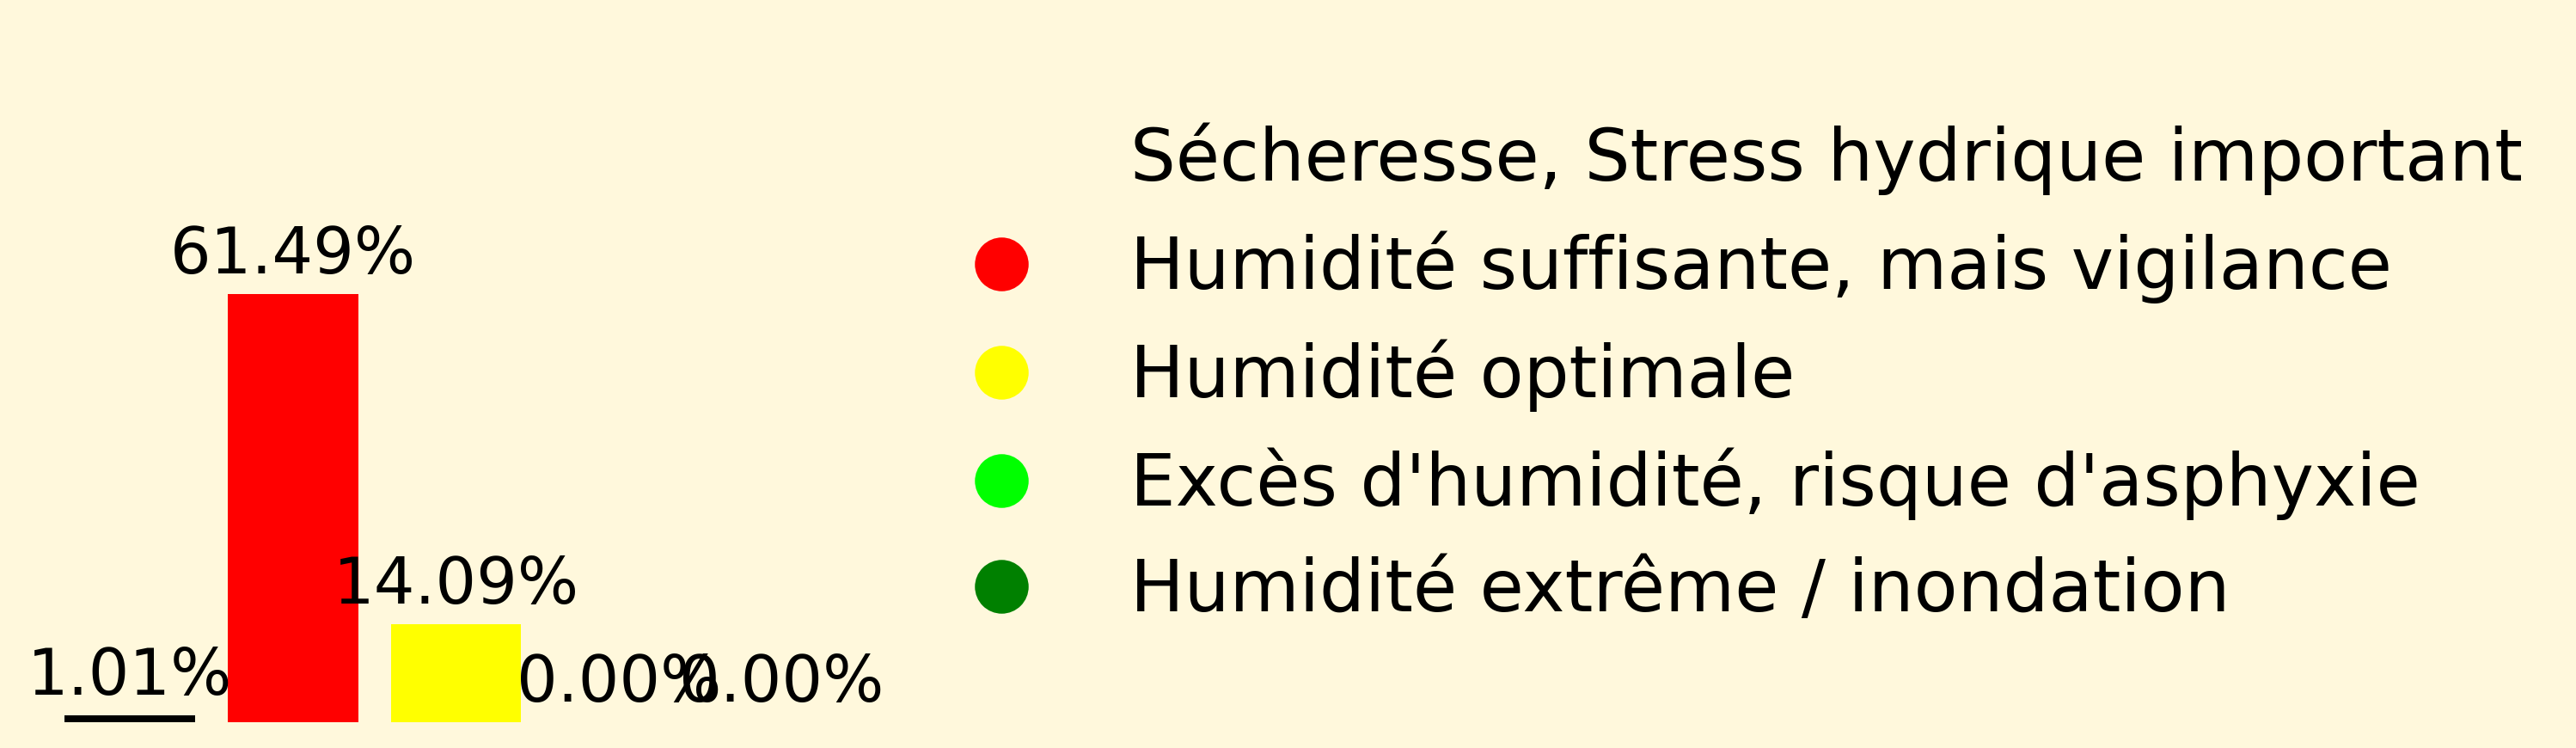 Sécheresse, Stress hydrique important
Humidité suffisante, mais vigilance
Humidité optimale
Excès d'humidité, risque d'asphyxie
Humidité extrême / inondation
61.49%
14.09%
1.01%
0.00%
0.00%